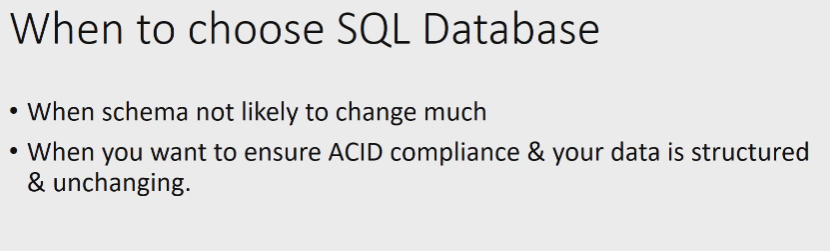 When to choose SQL Database
• When schema not likely to change much
• When you want to ensure ACID compliance & your data is structured
& unchanging.